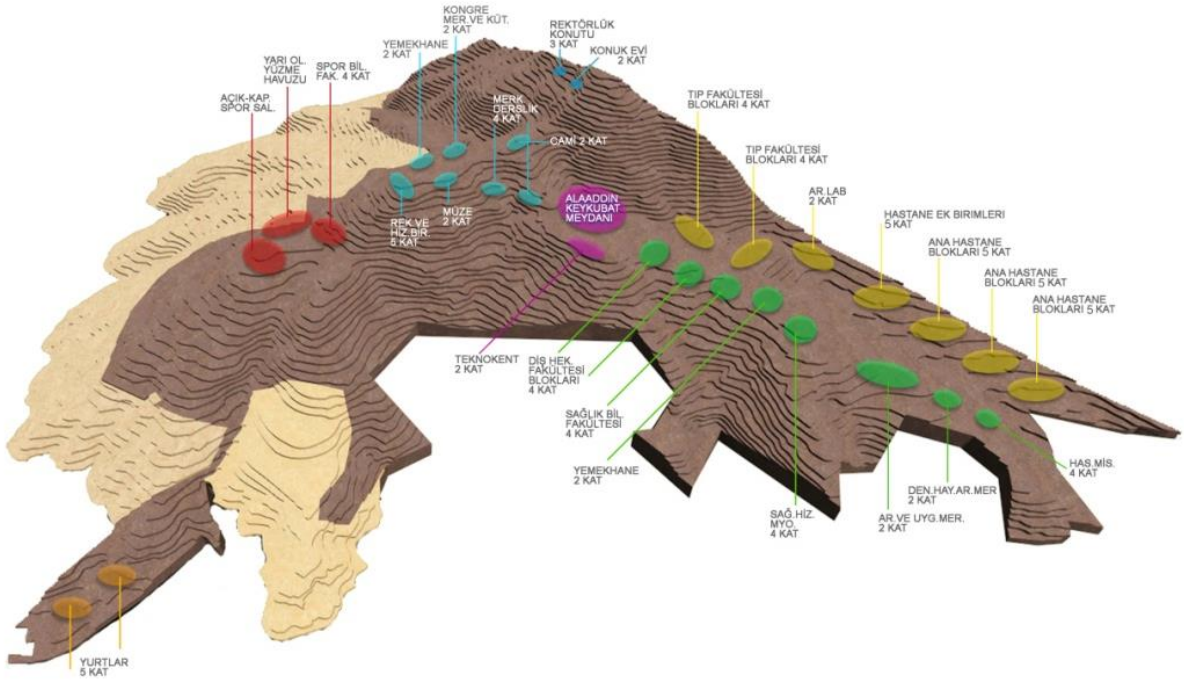 KONGRE
MER.VE KÜT.
2 KAT
YEMEKHANE
2 KAT
REKTÖRLÜK
KONUTU
3 KAT
KONUK EVİ
2 KAT
YARI OL.
YÜZME
HAVUZU
SPOR BİL.
FAK. 4 KAT
AÇIK-KAP.
SPOR SAL.
MERK
DERSLİK
4 KAT
CAMİ 2 KAT
TIP FAKÜLTESİ
BLOKLARI 4 KAT
TIP FAKÜLTESİ
BLOKLARI 4 KAT
AR.LAB
2 KAT
HASTANE EK BİRİMLERİ
5 KAT
ANA HASTANE
BLOKLARI 5 KAT
ANA HASTANE
BLOKLARI 5 KAT
ANA HASTANE
BLOKLARI 5 KAT
REK.VE
HİZ.BİR.
5 KAT
MÜZE
2 KAT
ALAADDİN
KEYKUBAT
MEYDANI
TEKNOKENT
2 KAT
DİŞ HEK.
FAKÜLTESİ
BLOKLARI
4 KAT
SAĞLIK BİL.
FAKÜLTESİ
4 KAT
YEMEKHANE
2 KAT
SAĞ.HİZ.
MYO.
4 KAT
AR.VE UYG.MER.
2 KAT
DEN.HAY.AR.MER
2 KAT
HAS.MİS.
4 KAT
YURTLAR
5 KAT